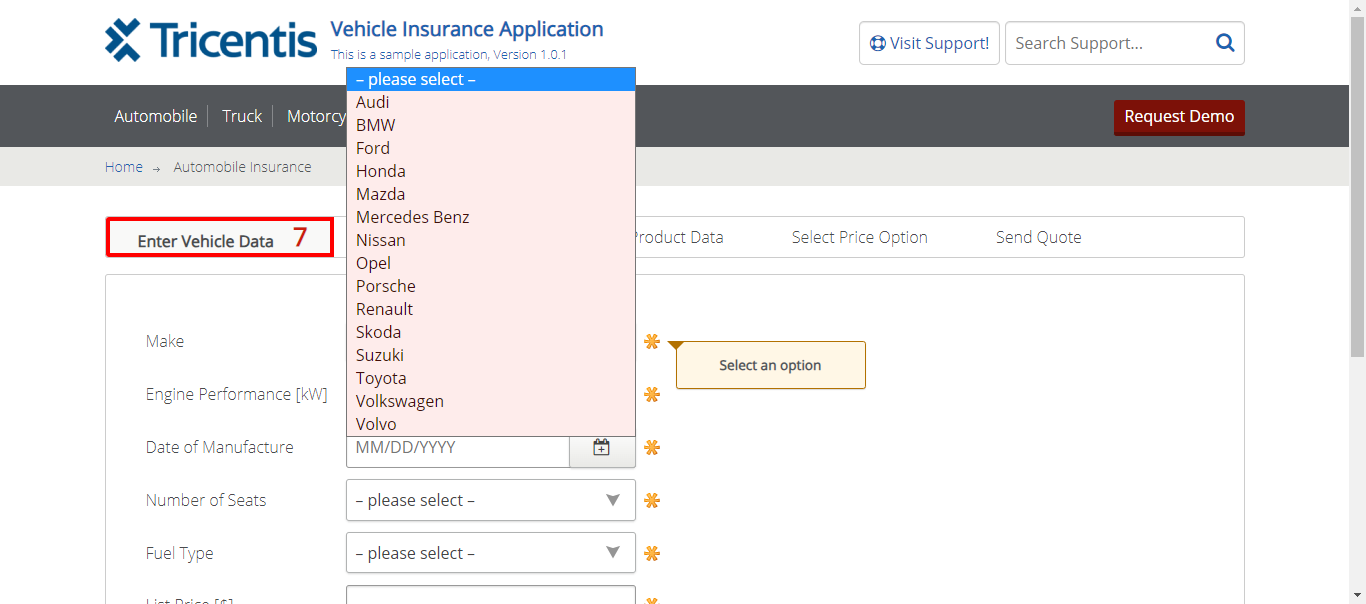 Tricentis
Vehicle Insurance Application
This is a sample application, Version 1.0.1
Visit Support!
Search Support...
Automobile
Truck
Request Demo
Home → Automobile Insurance
Enter Vehicle Data 7
Product Data
Select Price Option
Send Quote
– please select –
Audi
BMW
Ford
Honda
Mazda
Mercedes Benz
Nissan
Opel
Porsche
Renault
Skoda
Suzuki
Toyota
Volkswagen
Volvo
Make
Select an option
Engine Performance [kW]
Date of Manufacture
MM/DD/YYYY
Number of Seats
– please select –
Fuel Type
– please select –
List Price [$]